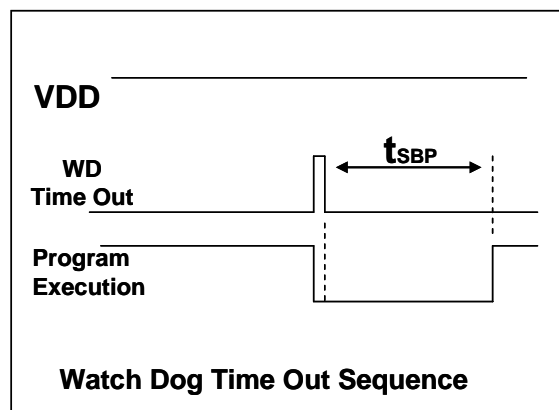 VDD
tSBP
WD
Time Out
Program
Execution
Watch Dog Time Out Sequence